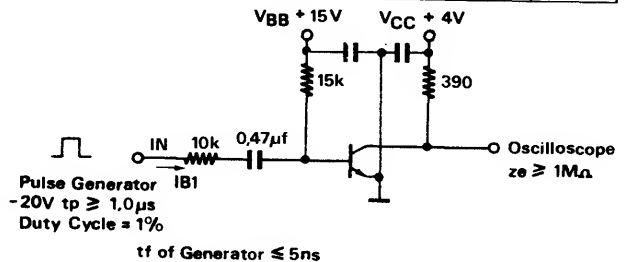 VBB + 15V
VCC + 4V
15k
390
IN
10k
0,47µf
IB1
Oscilloscope
ze ≥ 1MΩ
Pulse Generator
-20V tp ≥ 1,0µs
Duty Cycle = 1%
tf of Generator ≤ 5ns